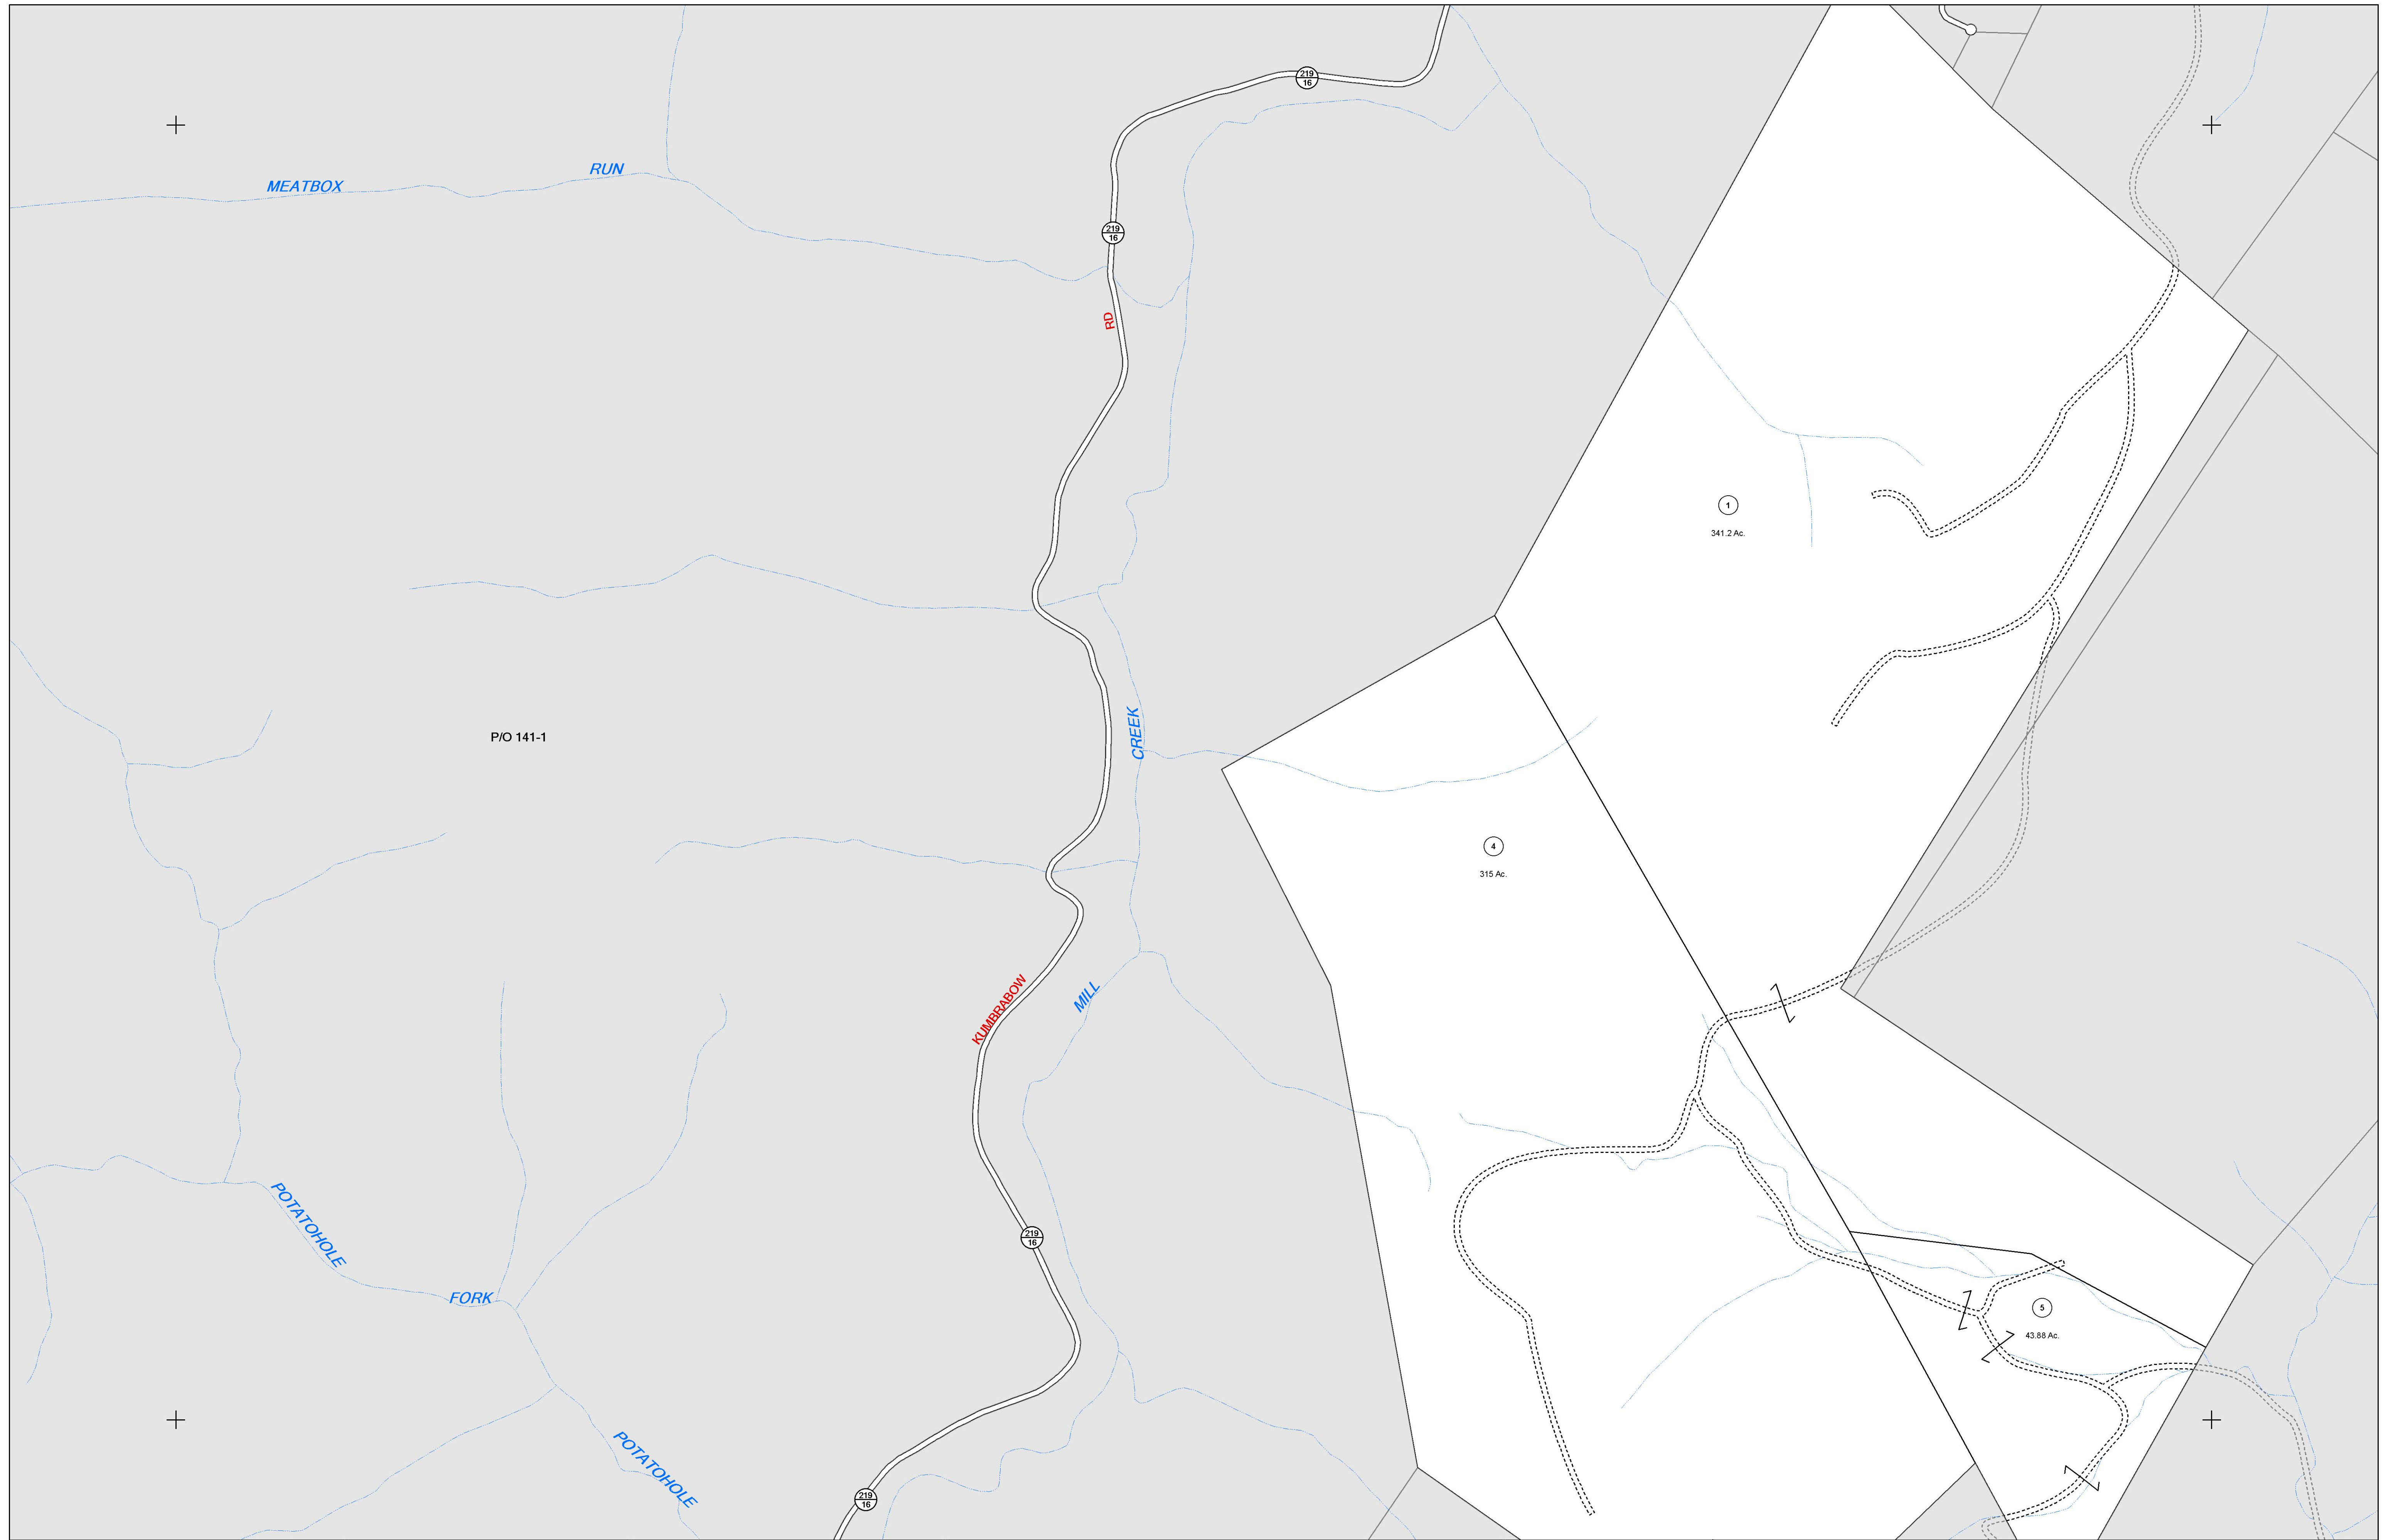 219
16
RUN
MEATBOX
219
16
RD
1
341.2 Ac.
CREEK
P/O 141-1
4
315 Ac.
KUMBRABOW
MILL
POTATOHOLE
219
16
FORK
5
43.88 Ac.
POTATOHOLE
219
16